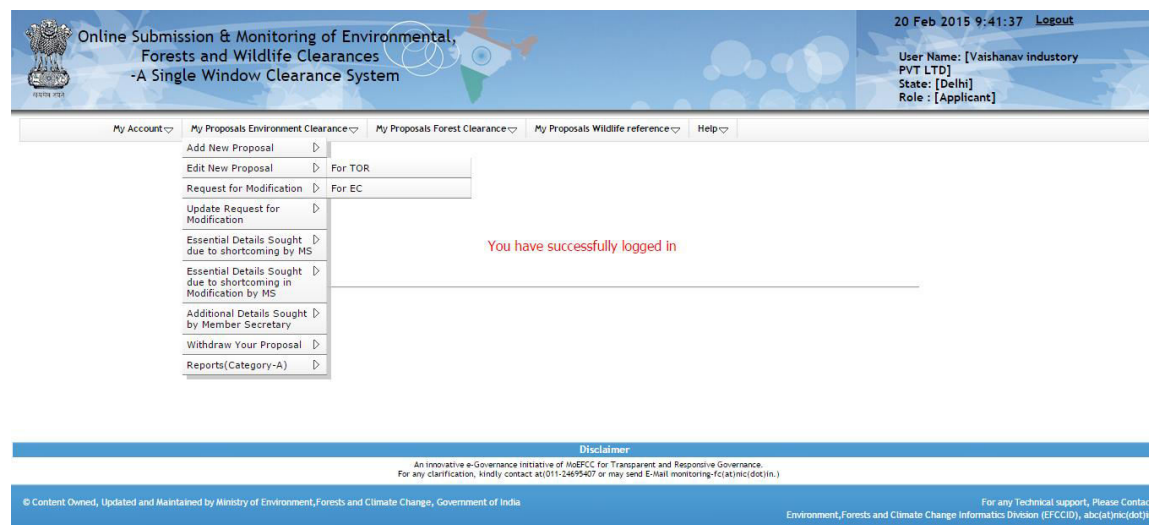 20 Feb 2015 9:41:37 Logout
Online Submission & Monitoring of Environmental,
Forests and Wildlife Clearances
-A Single Window Clearance System
User Name: [Vaishanav industory
PVT LTD]
State: [Delhi]
Role : [Applicant]
My Account My Proposals Environment Clearance My Proposals Forest Clearance My Proposals Wildlife reference Help
Add New Proposal
Edit New Proposal For TOR
Request for Modification For EC
Update Request for
Modification
Essential Details Sought
due to shortcoming by MS
You have successfully logged in
Essential Details Sought
due to shortcoming in
Modification by MS
Additional Details Sought
by Member Secretary
Withdraw Your Proposal
Reports(Category-A)
Disclaimer
An innovative e-Governance initiative of MoEFCC for Transparent and Responsive Governance.
For any clarification, kindly contact at(011-24695407 or may send E-Mail monitoring-fc(at)nic(dot)in.)
© Content Owned, Updated and Maintained by Ministry of Environment,Forests and Climate Change, Government of India
For any Technical support, Please Contac
Environment,Forests and Climate Change Informatics Division (EFCCID), abc(at)nic(dot)i